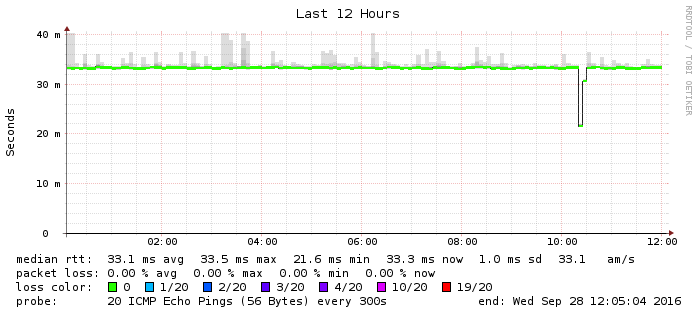 Last 12 Hours
RRDTOOL / TOBI OETIKER
Seconds
40 m
30 m
20 m
10 m
0
02:00 04:00 06:00 08:00 10:00 12:00
median rtt: 33.1 ms avg 33.5 ms max 21.6 ms min 33.3 ms now 1.0 ms sd 33.1 am/s
packet loss: 0.00 % avg 0.00 % max 0.00 % min 0.00 % now
loss color: 0 1/20 2/20 3/20 4/20 10/20 19/20
probe: 20 ICMP Echo Pings (56 Bytes) every 300s end: Wed Sep 28 12:05:04 2016